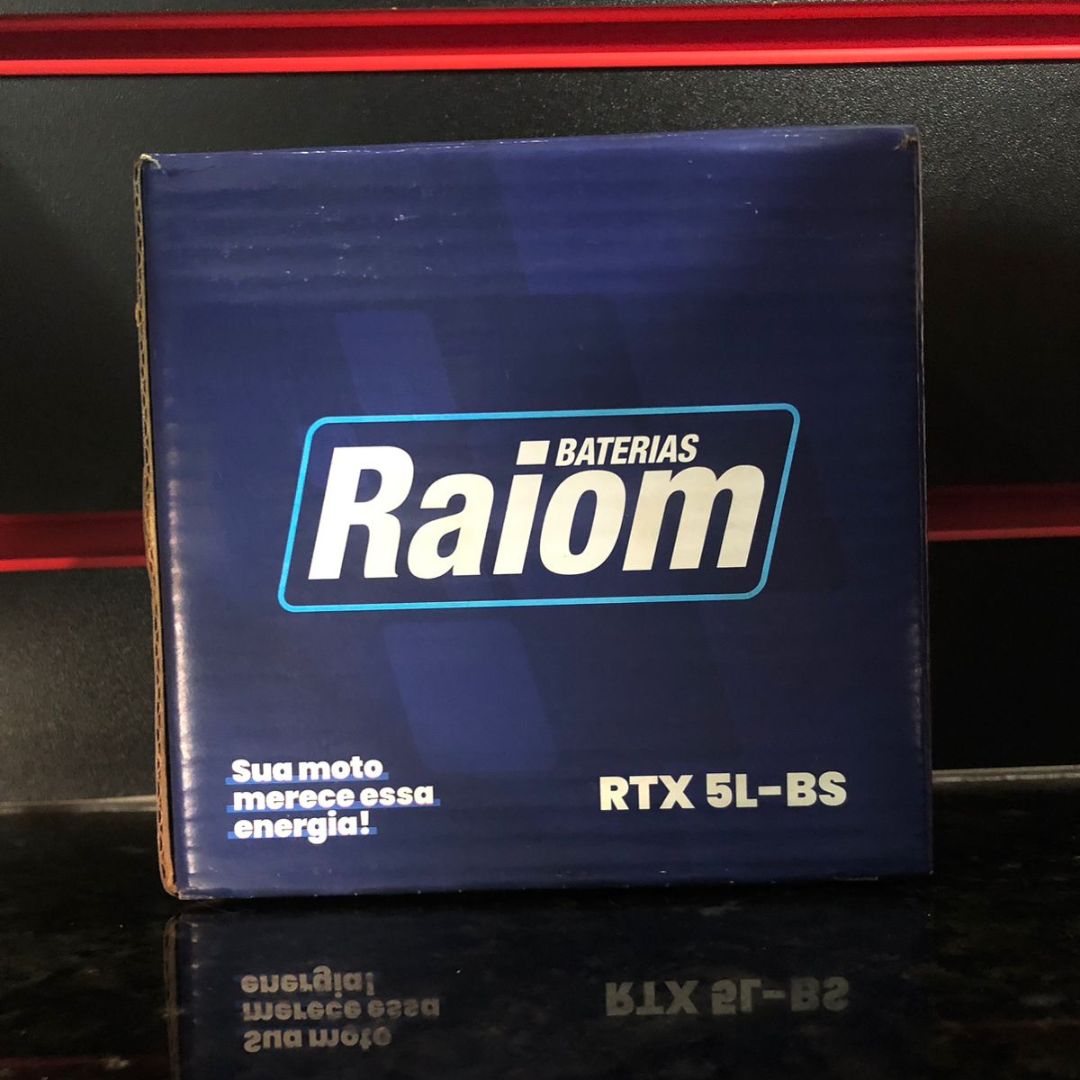 BATERIAS
Raiom
Sua moto
merece essa
energia!
RTX 5L-BS